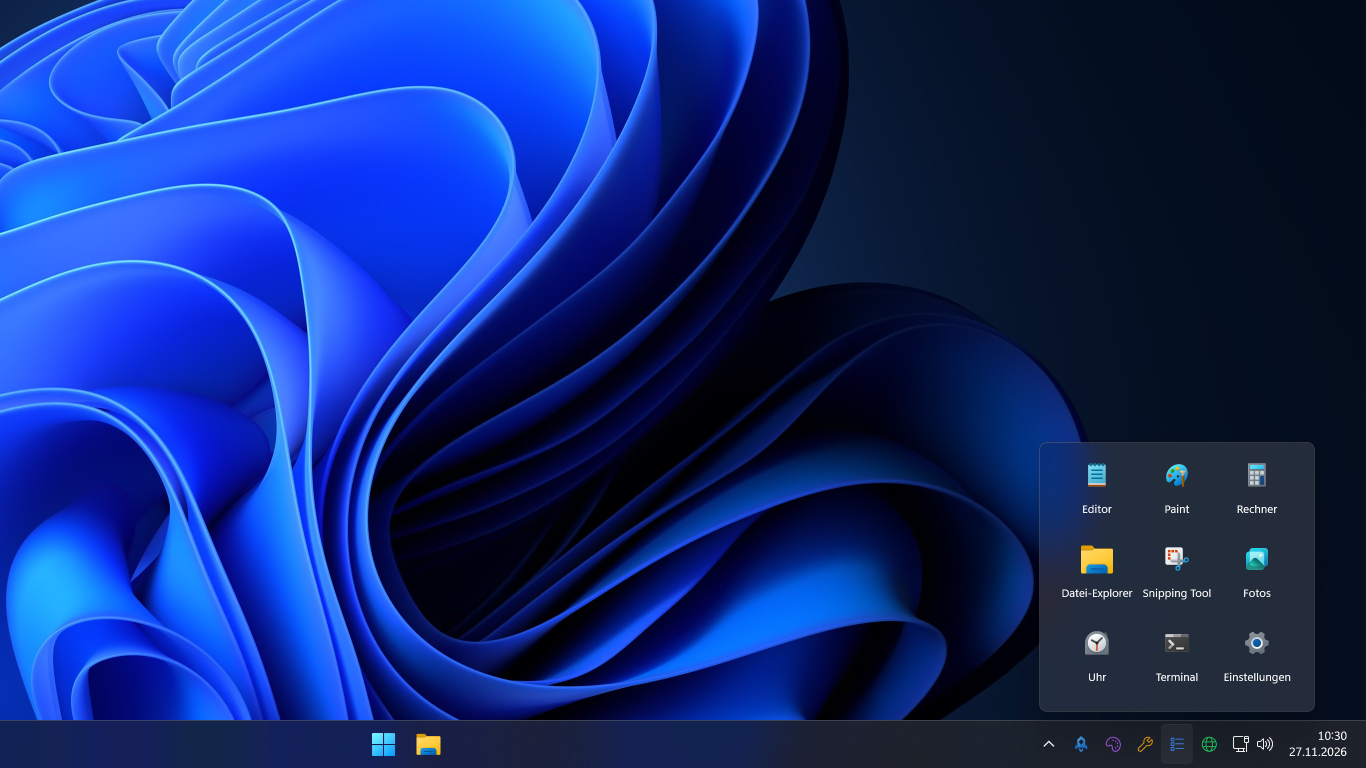 Editor
Paint
Rechner
Datei-Explorer
Snipping Tool
Fotos
Uhr
Terminal
Einstellungen
10:30
27.11.2026